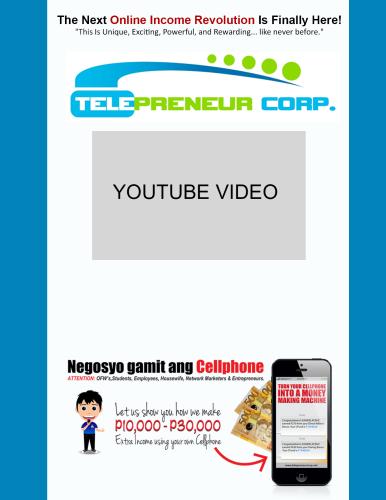 The Next Online Income Revolution Is Finally Here!
"This Is Unique, Exciting, Powerful, and Rewarding... like never before."
TELEPRENEUR CORP.
YOUTUBE VIDEO
Negosyo gamit ang Cellphone
ATTENTION: OFW's,Students, Employees, Housewife, Network Marketers & Entrepreneurs.
Let us show you how we make
P10,000 - P30,000
Extra Income using your own Cellphone
TURN YOUR CELLPHONE
INTO A MONEY
MAKING MACHINE